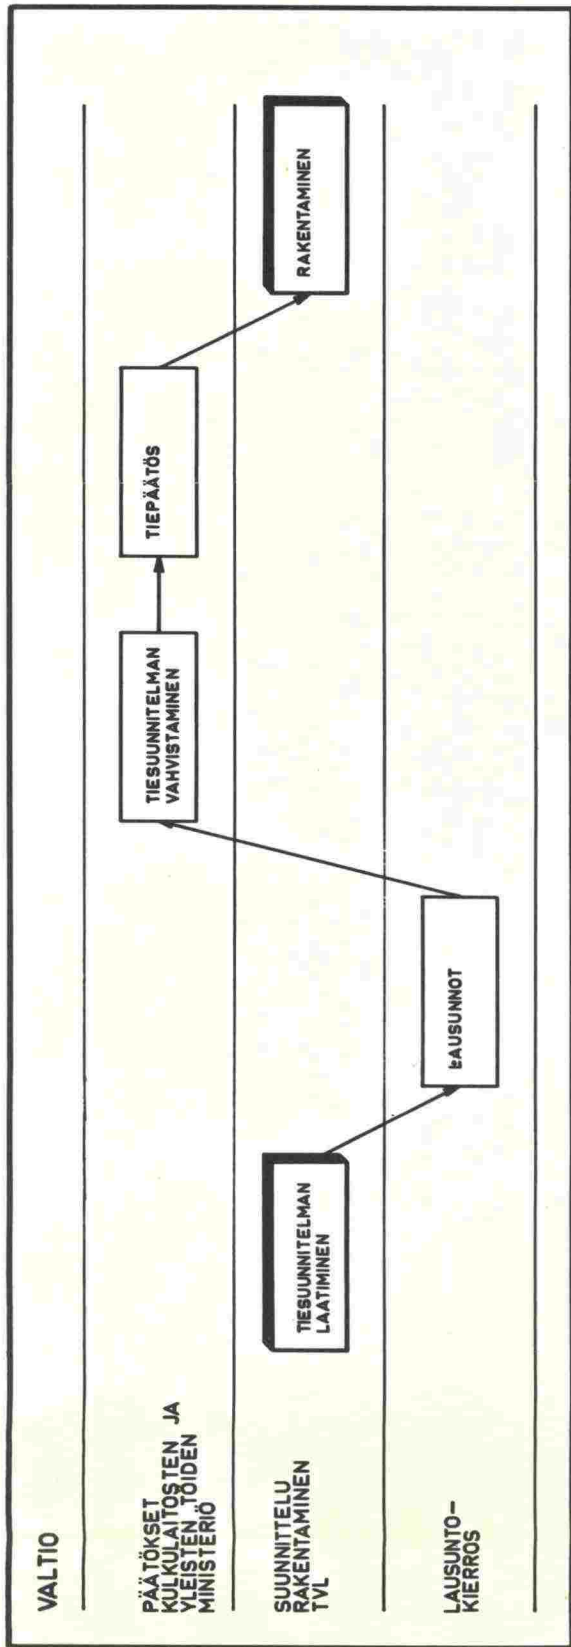 VALTIO
PÄÄTÖKSET
KULKULAITOSTEN JA
YLEISTEN TÖIDEN
MINISTERIÖ
TIESUUNNITELMAN
VAHVISTAMINEN
TIEPÄÄTÖS
SUUNNITTELU
RAKENTAMINEN
TVL
TIESUUNNITELMAN
LAATIMINEN
RAKENTAMINEN
LAUSUNTO-
KIERROS
LAUSUNNOT